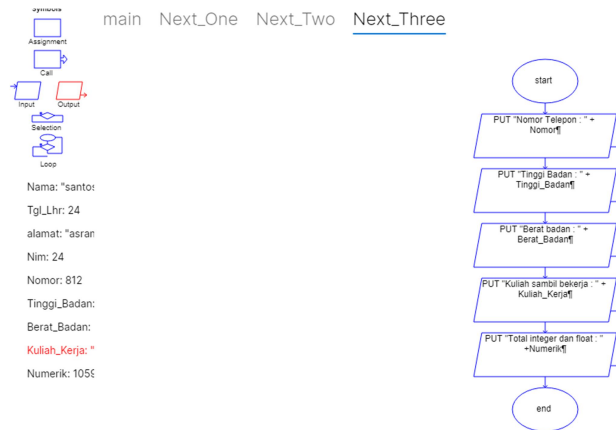 Symbols
main Next_One Next_Two Next_Three
Assignment
Call
Input Output
Selection
Loop
Nama: "santos
Tgl_Lhr: 24
alamat: "asran
Nim: 24
Nomor: 812
Tinggi_Badan:
Berat_Badan:
Kuliah_Kerja: "
Numerik: 1059
start
PUT "Nomor Telepon : " +
Nomor¶
PUT "Tinggi Badan : " +
Tinggi_Badan¶
PUT "Berat badan : " +
Berat_Badan¶
PUT "Kuliah sambil bekerja : " +
Kuliah_Kerja¶
PUT "Total integer dan float : "
+Numerik¶
end